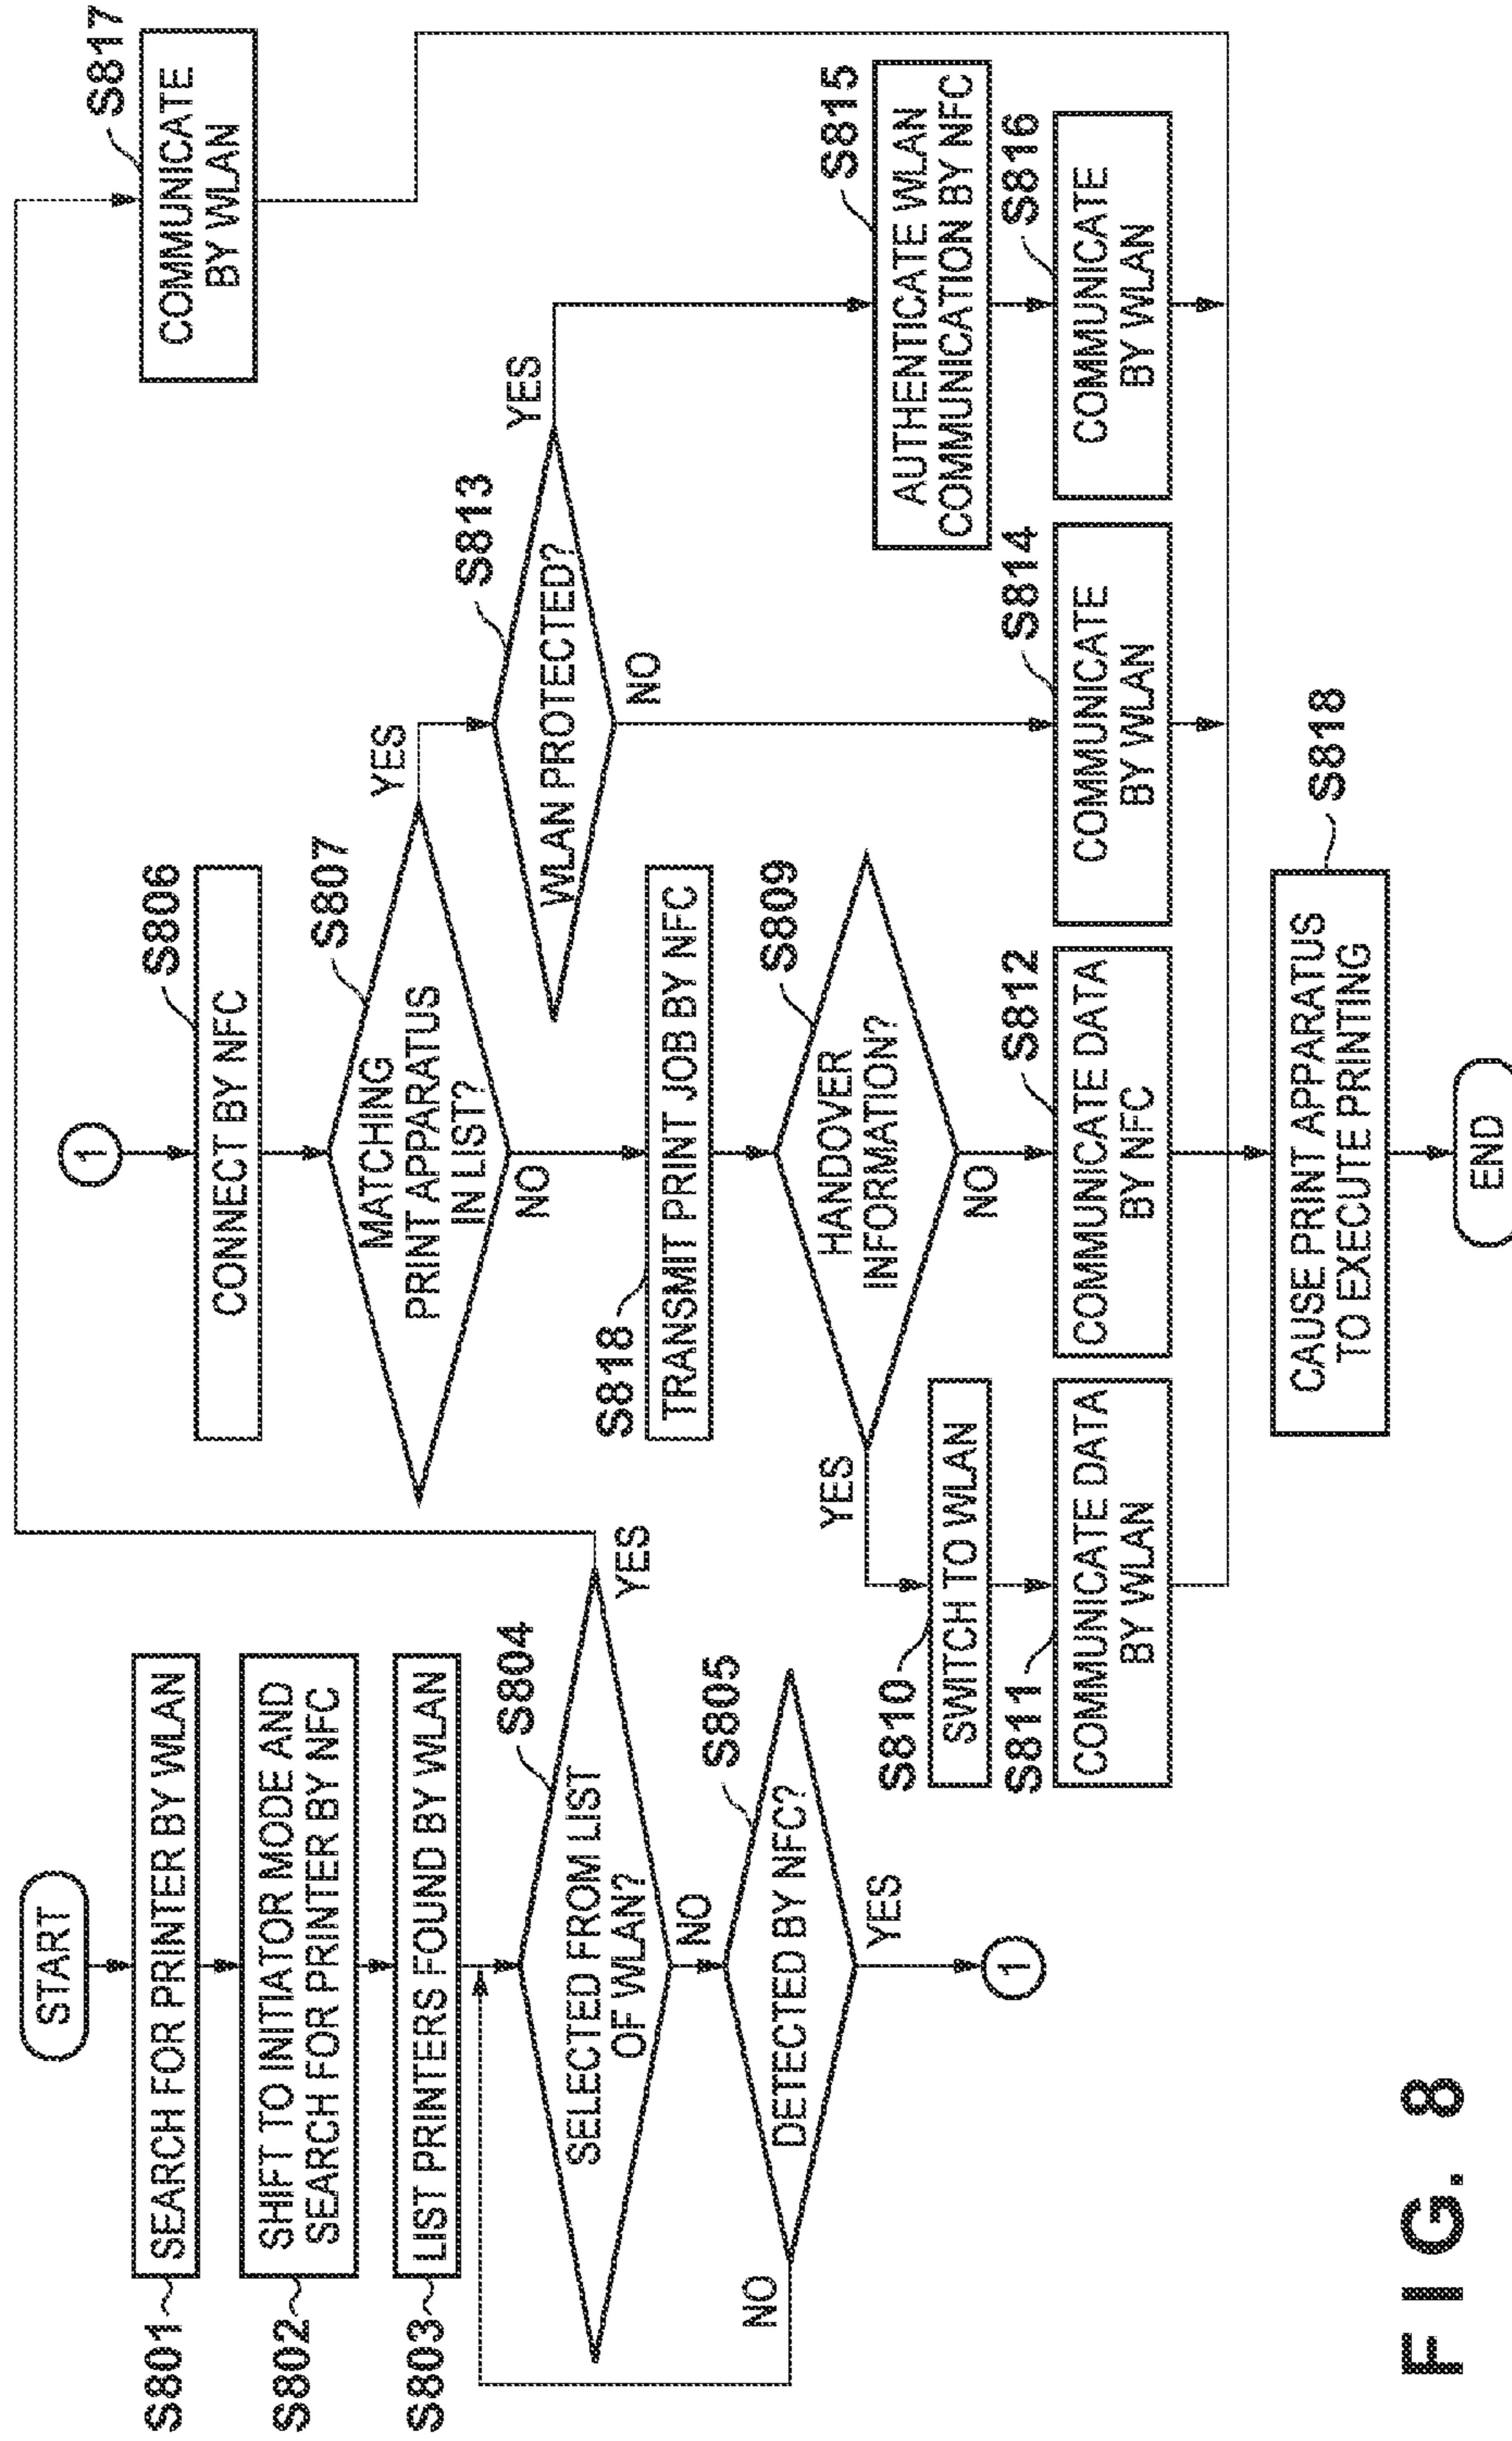 START
S801
SEARCH FOR PRINTER BY WLAN
S802
SHIFT TO INITIATOR MODE AND
SEARCH FOR PRINTER BY NFC
S803
LIST PRINTERS FOUND BY WLAN
S804
SELECTED FROM LIST
OF WLAN?
YES
NO
S805
DETECTED BY NFC?
NO
YES
1
1
S806
CONNECT BY NFC
S807
MATCHING
PRINT APPARATUS
IN LIST?
YES
NO
S818
TRANSMIT PRINT JOB BY NFC
S809
HANDOVER
INFORMATION?
YES
NO
S810
SWITCH TO WLAN
S811
COMMUNICATE DATA
BY WLAN
S812
COMMUNICATE DATA
BY NFC
S813
WLAN PROTECTED?
YES
NO
S814
COMMUNICATE
BY WLAN
S815
AUTHENTICATE WLAN
COMMUNICATION BY NFC
S816
COMMUNICATE
BY WLAN
S817
COMMUNICATE
BY WLAN
S818
CAUSE PRINT APPARATUS
TO EXECUTE PRINTING
END
FIG. 8